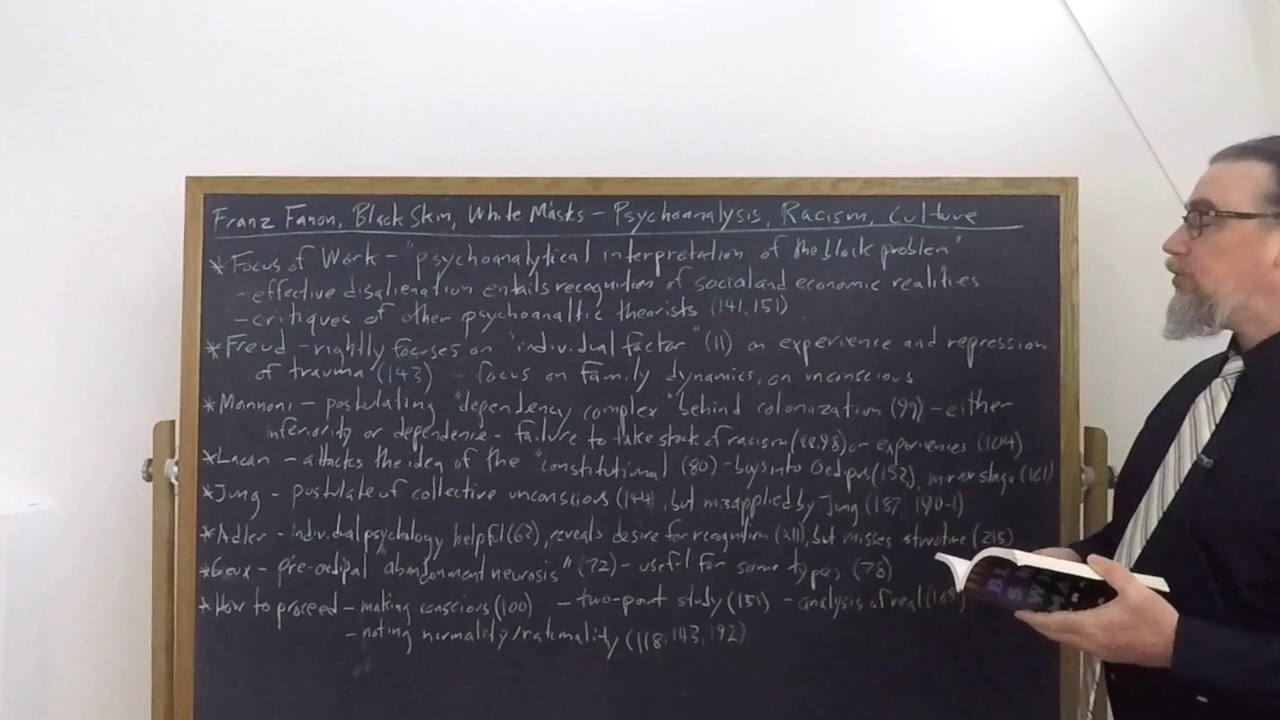 Franz Fanon, Black Skin, White Masks - Psychoanalysis, Racism, Culture
* Focus of Work - "psychoanalytical interpretation of the black problem"
- effective disalienation entails recognition of social and economic realities
- critiques of other psychoanaltic theorists (141, 151)
* Freud - rightly focuses on "individual factor" (11) on experience and repression
of trauma (143) - focus on family dynamics, on unconscious
* Mannoni - postulating "dependency complex" behind colonization (99) - either
inferiority or dependence - failure to take stock of racism (88, 98) or experiences (104)
* Lacan - attacks the idea of the "constitutional (80) - buys into Oedipus (152), mirror stage (161)
* Jung - postulate of collective unconscious (144), but misapplied by Jung (187, 190-1)
* Adler - individual psychology helpful (62), reveals desire for recognition (211), but misses structure (215)
* Geux - pre-oedipal "abandonment neurosis" (72) - useful for some types (78)
* How to proceed - making conscious (100) - two-point study (151) - analysis of real
- noting normality/rationality (118, 143, 192)
B S W M